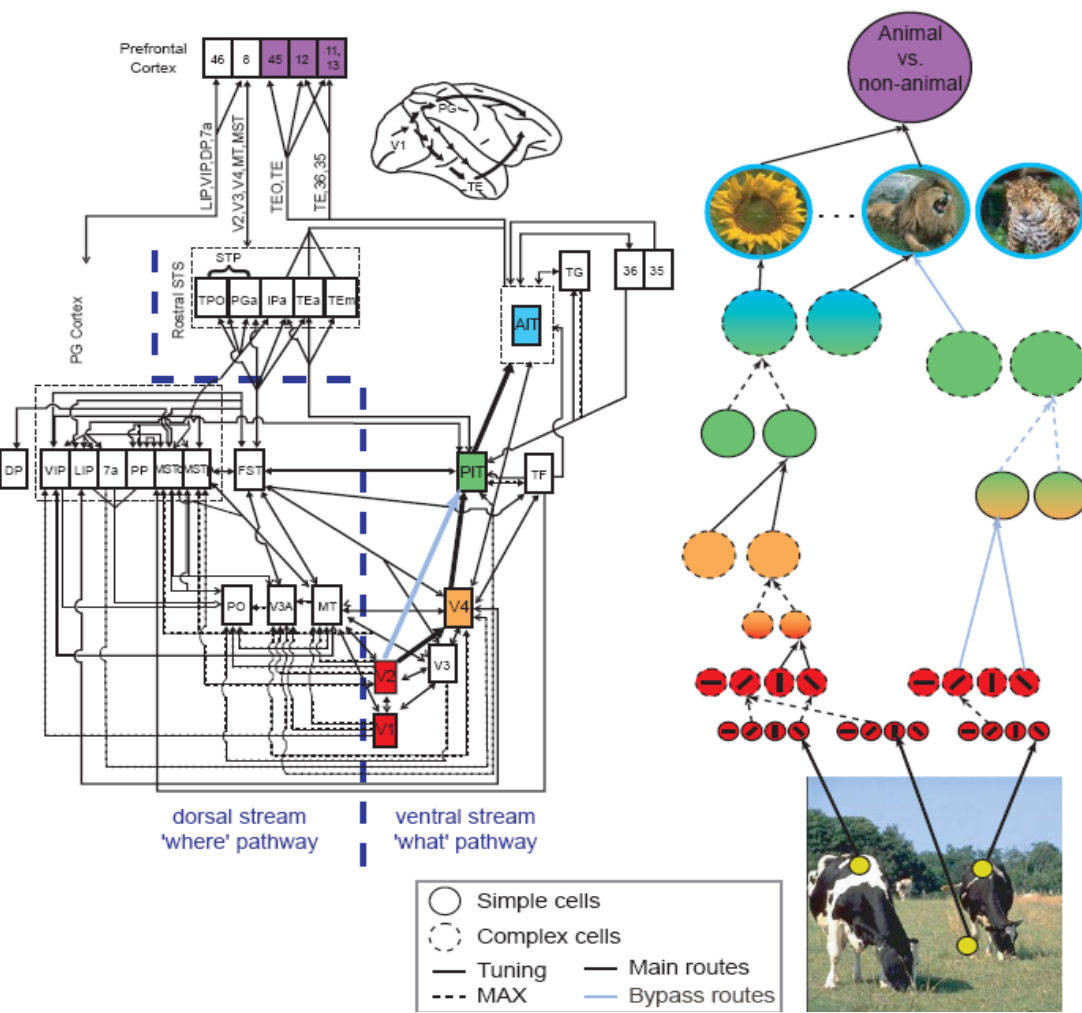 Prefrontal
Cortex
46
8
45
12
11,
13
LIP,VIP,DP,7a
V2,V3,V4,MT,MST
TEO,TE
TE,36,35
PG
V1
TE
Animal
vs.
non-animal
PG Cortex
Rostral STS
STP
TPO
PGa
IPa
TEa
TEm
TG
36
35
AIT
DP
VIP
LIP
7a
PP
FST
PIT
TF
PO
V3A
MT
V4
V2
V3
V1
dorsal stream
'where' pathway
ventral stream
'what' pathway
Simple cells
Complex cells
Tuning
Main routes
MAX
Bypass routes